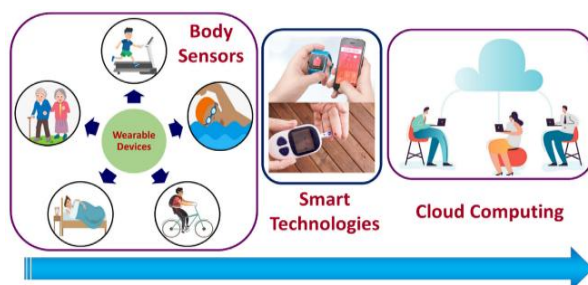 Body
Sensors
Wearable
Devices
Smart
Technologies
Cloud Computing